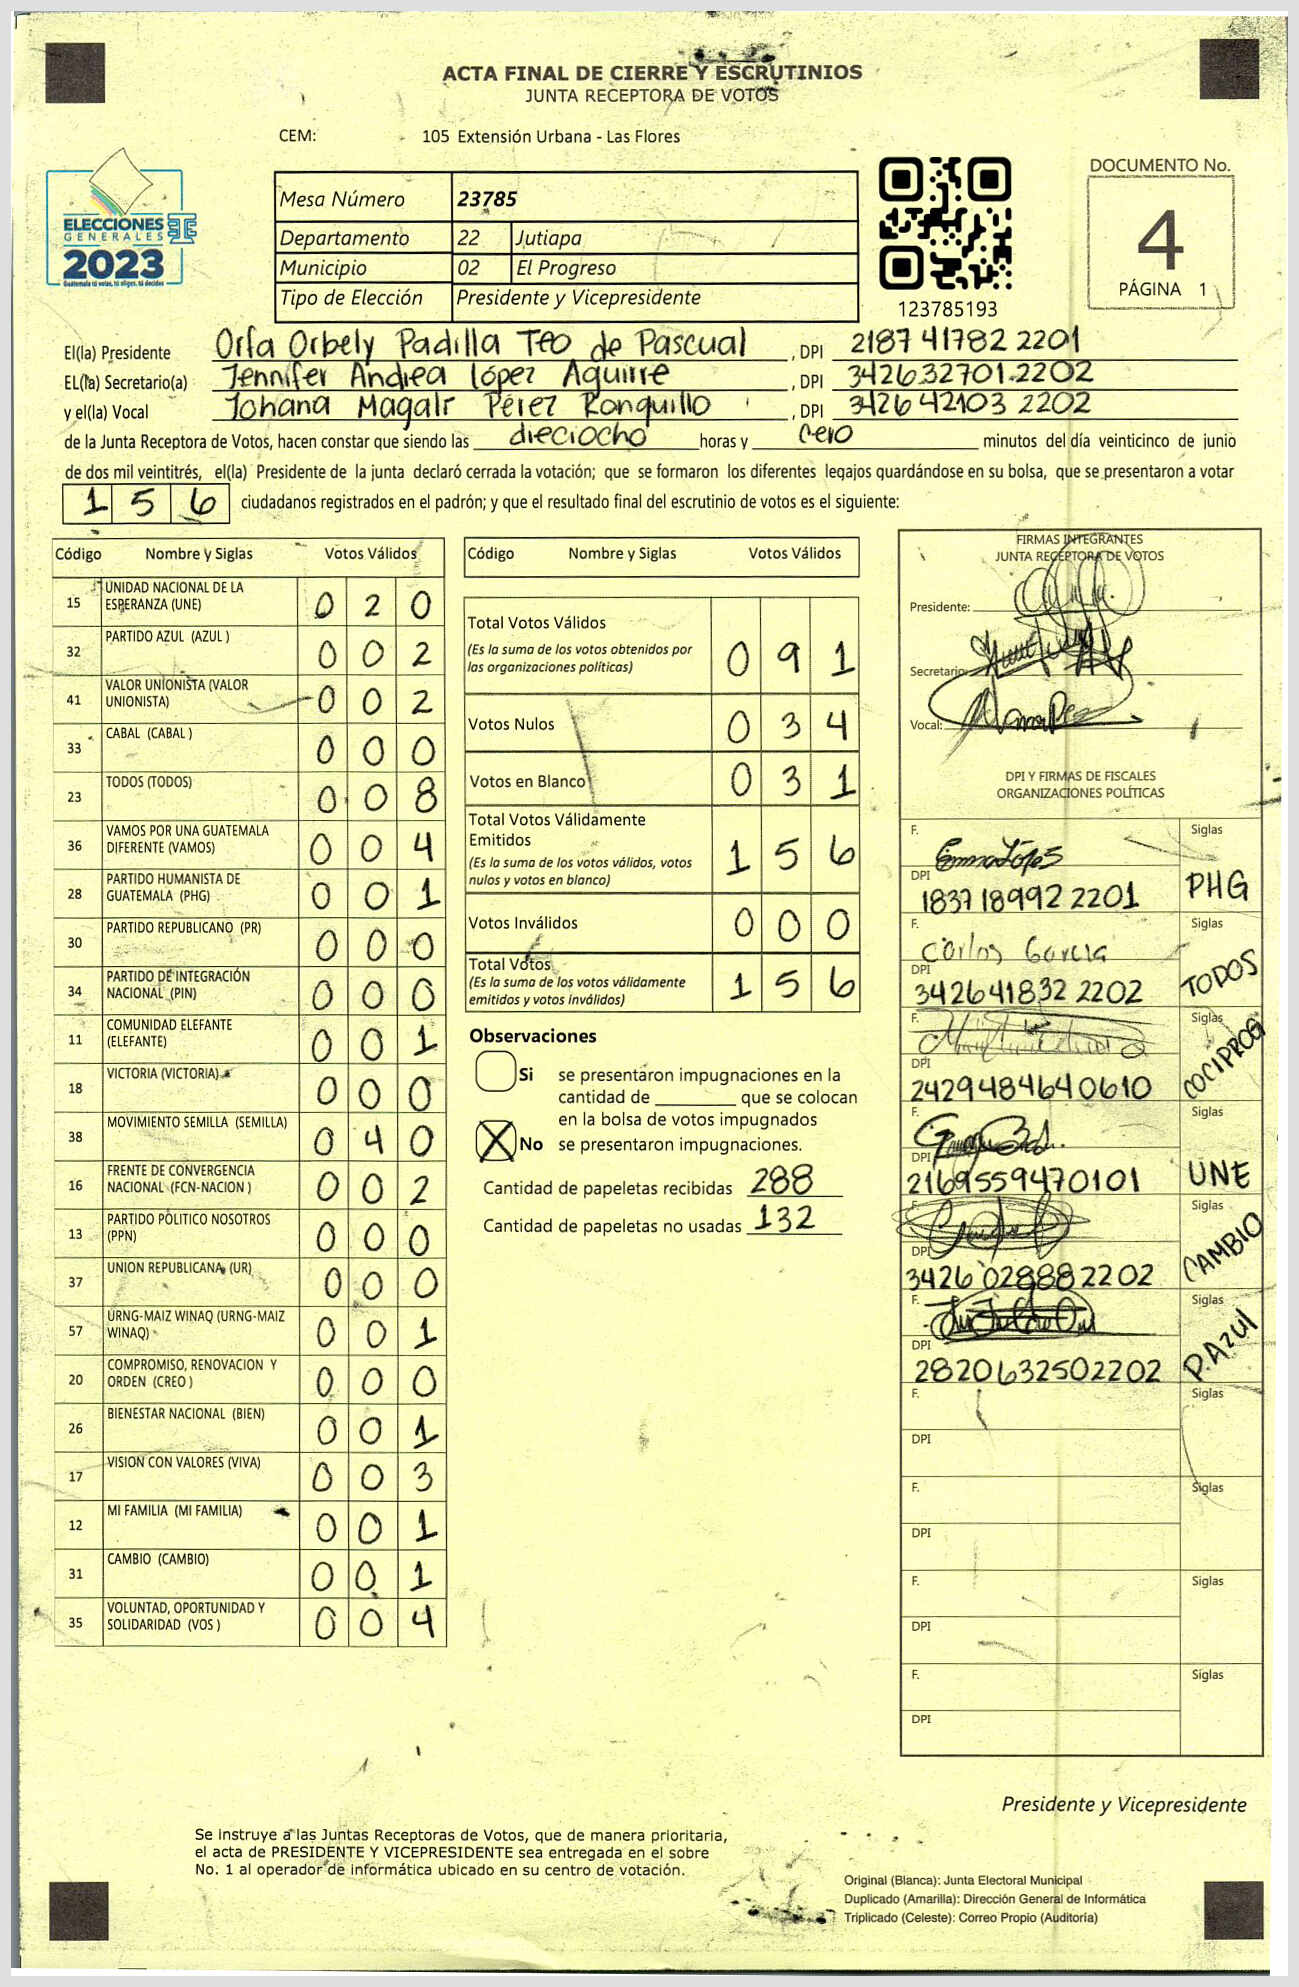 ACTA FINAL DE CIERRE Y ESCRUTINIOS
JUNTA RECEPTORA DE VOTOS
CEM: 105 Extensión Urbana - Las Flores
ELECCIONES
GENERALES
2023
Guatemala tú votas, tú eliges, tú decides
Mesa Número 23785
Departamento 22 Jutiapa
Municipio 02 El Progreso
Tipo de Elección Presidente y Vicepresidente
123785193
DOCUMENTO No.
4
PÁGINA 1
El(la) Presidente Orfa Orbely Padilla Teo de Pascual , DPI 2187 41782 2201
EL(la) Secretario(a) Jennifer Andrea López Aguirre , DPI 342632701 2202
y el(la) Vocal Johana Magalr Pérez Ronquillo , DPI 342642103 2202
de la Junta Receptora de Votos, hacen constar que siendo las dieciocho horas y cero minutos del día veinticinco de junio
de dos mil veintitrés, el(la) Presidente de la junta declaró cerrada la votación; que se formaron los diferentes legajos quardándose en su bolsa, que se presentaron a votar
1 5 6 ciudadanos registrados en el padrón; y que el resultado final del escrutinio de votos es el siguiente:
Código Nombre y Siglas Votos Válidos
15 UNIDAD NACIONAL DE LA ESPERANZA (UNE) 0 2 0
32 PARTIDO AZUL (AZUL ) 0 0 2
41 VALOR UNIONISTA (VALOR UNIONISTA) 0 0 2
33 CABAL (CABAL ) 0 0 0
23 TODOS (TODOS) 0 0 8
36 VAMOS POR UNA GUATEMALA DIFERENTE (VAMOS) 0 0 4
28 PARTIDO HUMANISTA DE GUATEMALA (PHG) 0 0 1
30 PARTIDO REPUBLICANO (PR) 0 0 0
34 PARTIDO DE INTEGRACIÓN NACIONAL (PIN) 0 0 0
11 COMUNIDAD ELEFANTE (ELEFANTE) 0 0 1
18 VICTORIA (VICTORIA) 0 0 0
38 MOVIMIENTO SEMILLA (SEMILLA) 0 4 0
16 FRENTE DE CONVERGENCIA NACIONAL (FCN-NACION ) 0 0 2
13 PARTIDO POLITICO NOSOTROS (PPN) 0 0 0
37 UNION REPUBLICANA (UR) 0 0 0
57 URNG-MAIZ WINAQ (URNG-MAIZ WINAQ) 0 0 1
20 COMPROMISO, RENOVACION Y ORDEN (CREO ) 0 0 0
26 BIENESTAR NACIONAL (BIEN) 0 0 1
17 VISION CON VALORES (VIVA) 0 0 3
12 MI FAMILIA (MI FAMILIA) 0 0 1
31 CAMBIO (CAMBIO) 0 0 1
35 VOLUNTAD, OPORTUNIDAD Y SOLIDARIDAD (VOS ) 0 0 4
Código Nombre y Siglas Votos Válidos
Total Votos Válidos 0 9 1
(Es la suma de los votos obtenidos por
las organizaciones políticas)
Votos Nulos 0 3 4
Votos en Blanco 0 3 1
Total Votos Válidamente
Emitidos 1 5 6
(Es la suma de los votos válidos, votos
nulos y votos en blanco)
Votos Inválidos 0 0 0
Total Votos 1 5 6
(Es la suma de los votos válidamente
emitidos y votos inválidos)
Observaciones
Si se presentaron impugnaciones en la
cantidad de ________ que se colocan
en la bolsa de votos impugnados
X No se presentaron impugnaciones.
Cantidad de papeletas recibidas 288
Cantidad de papeletas no usadas 132
FIRMAS INTEGRANTES
JUNTA RECEPTORA DE VOTOS
Presidente:
Secretario:
Vocal:
DPI Y FIRMAS DE FISCALES
ORGANIZACIONES POLÍTICAS
F. Emma López Siglas
DPI 1837 18992 2201 PHG
F. Carlos García Siglas
DPI 342641832 2202 TODOS
F. Siglas
DPI 2429484640610 COCIPROG
F. Siglas
DPI 2169559470101 UNE
F. Siglas
DPI 3426 02888 2202 CAMBIO
F. Siglas
DPI 2820632502202 P.Azul
F. Siglas
DPI
F. Siglas
DPI
F. Siglas
DPI
F. Siglas
DPI
Presidente y Vicepresidente
Se instruye a las Juntas Receptoras de Votos, que de manera prioritaria,
el acta de PRESIDENTE Y VICEPRESIDENTE sea entregada en el sobre
No. 1 al operador de informática ubicado en su centro de votación.
Original (Blanca): Junta Electoral Municipal
Duplicado (Amarilla): Dirección General de Informática
Triplicado (Celeste): Correo Propio (Auditoría)